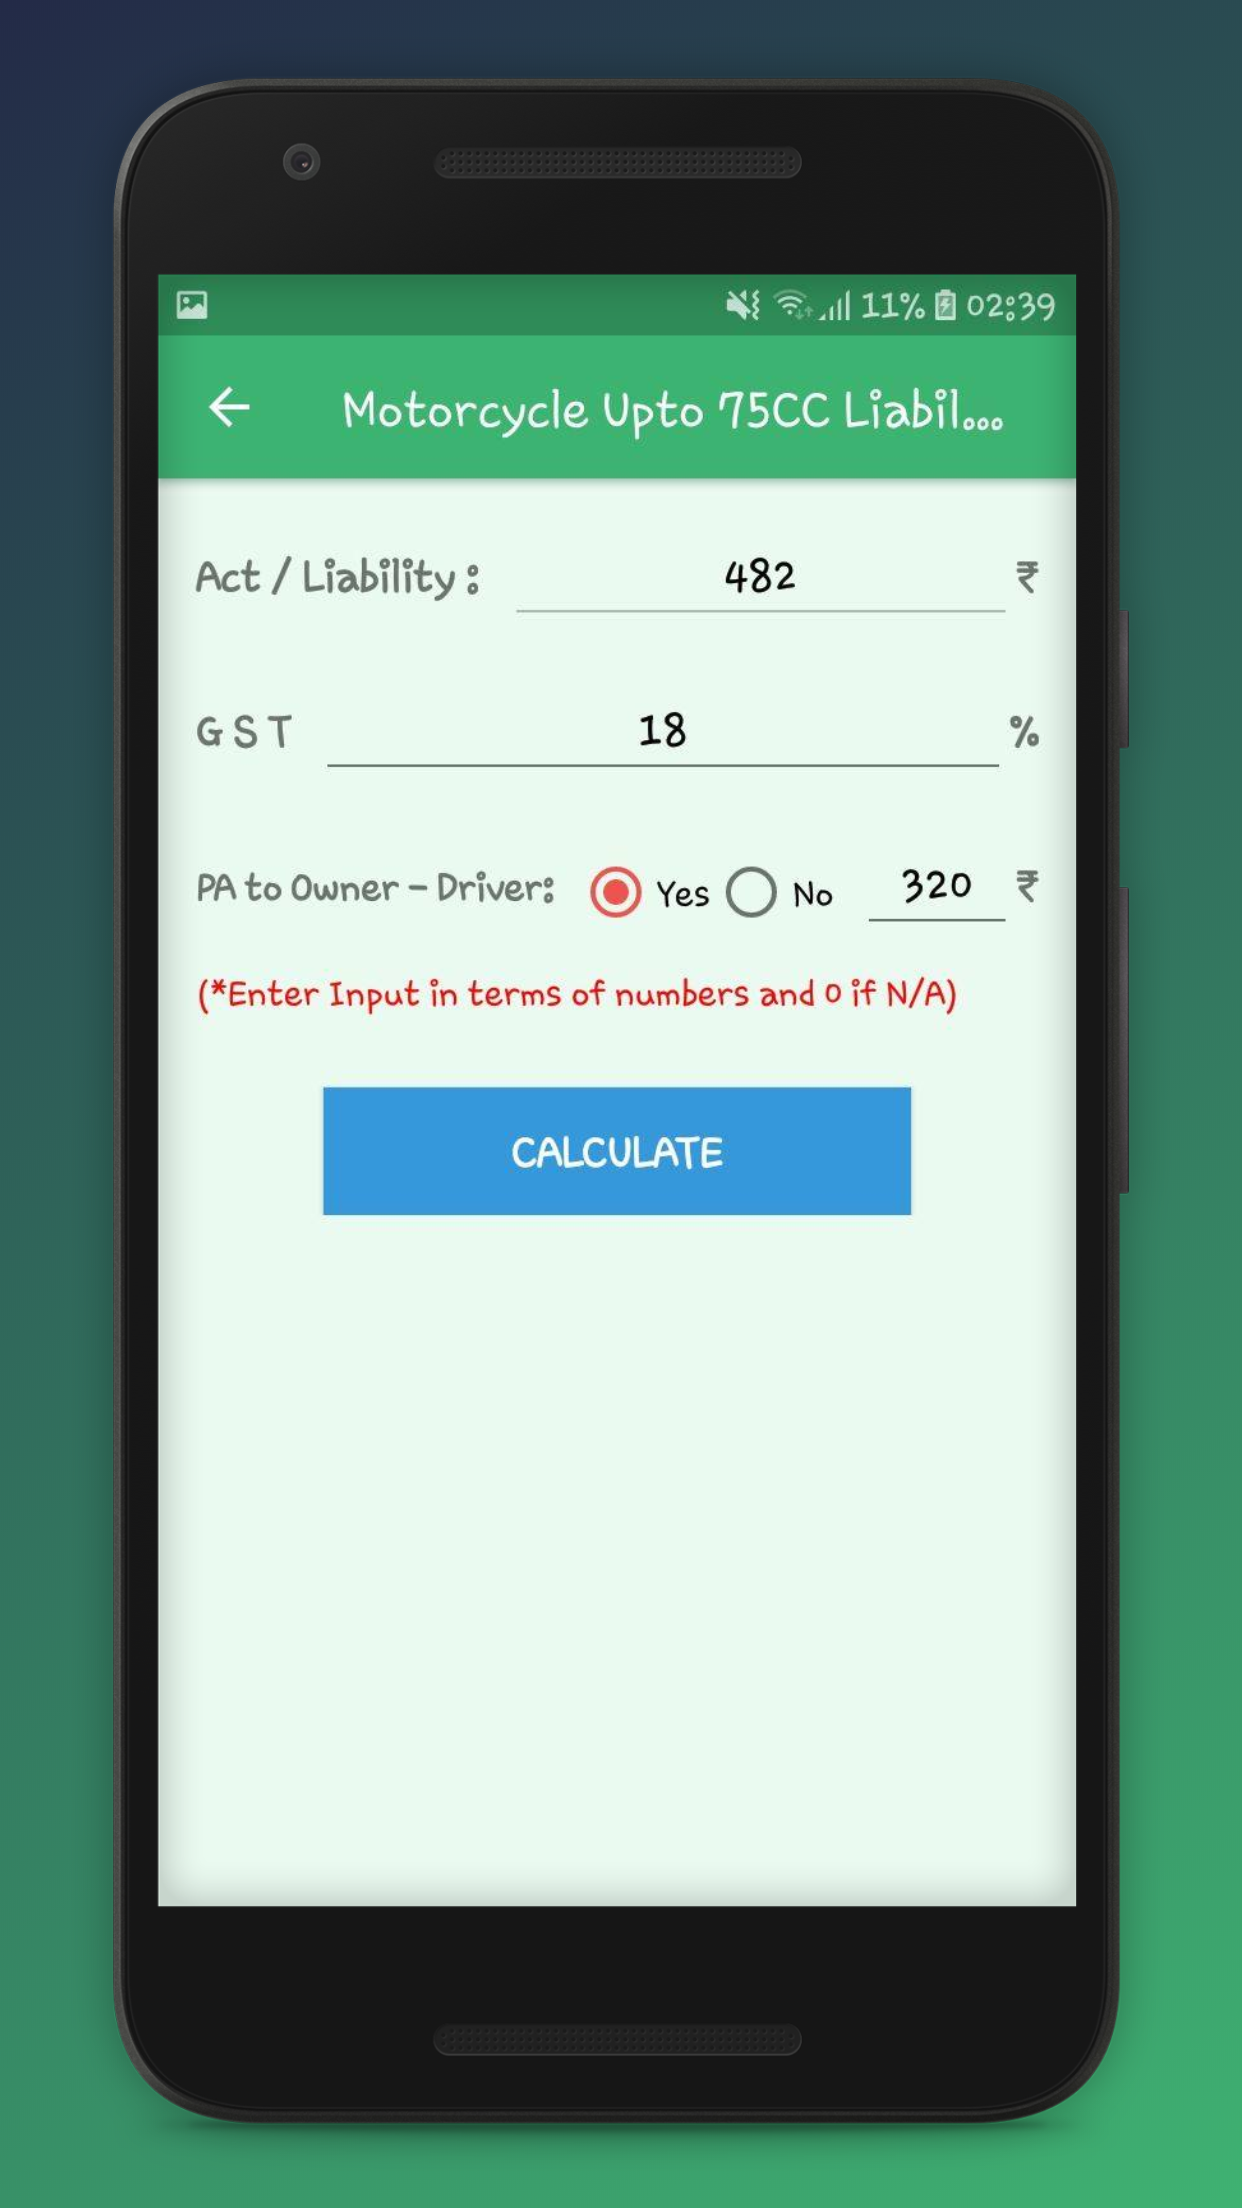 11% 02:39
Motorcycle Upto 75CC Liabil...
Act / Liability : 482 ₹
G S T 18 %
PA to Owner - Driver: Yes No 320 ₹
(*Enter Input in terms of numbers and 0 if N/A)
CALCULATE